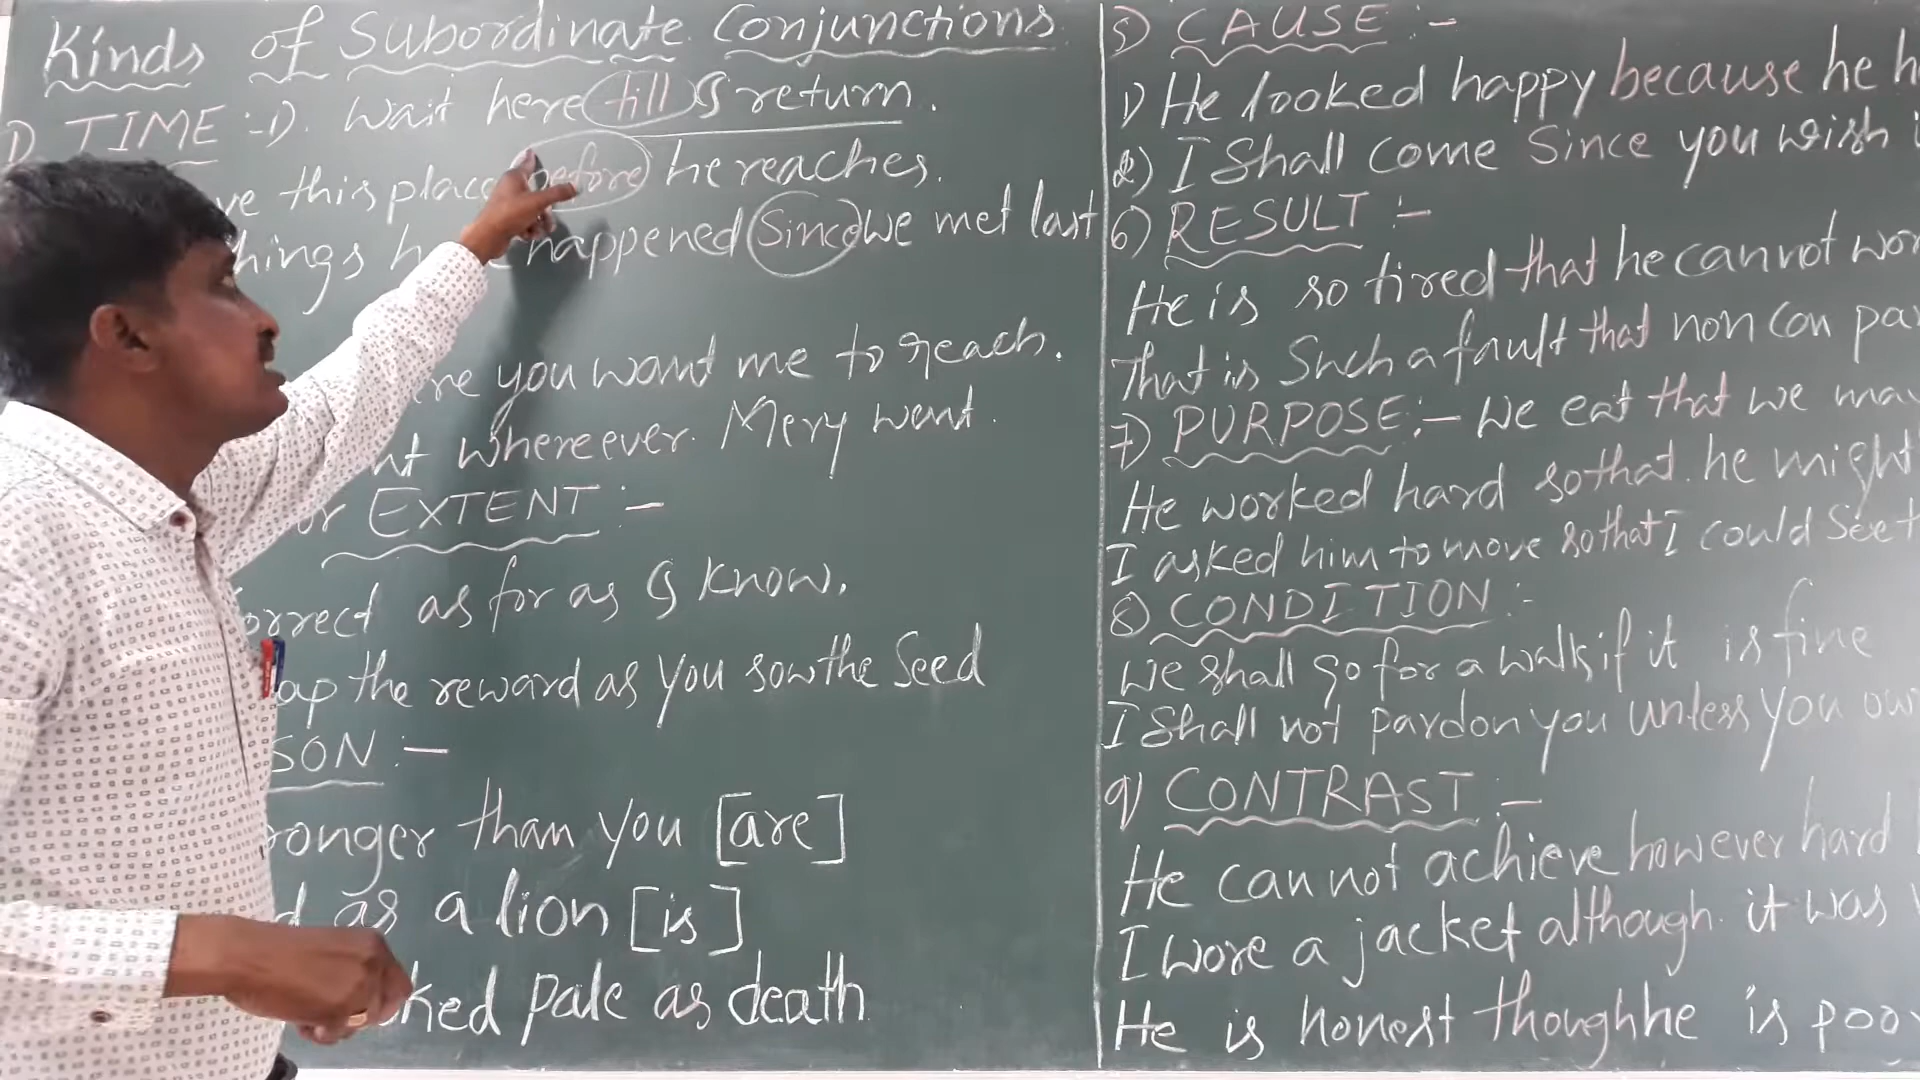 Kinds of Subordinate Conjunctions
1) TIME :- 1). Wait here till I return.
ve this place before he reaches.
things happened Since we met last
re you want me to reach.
nt whereever. Mery went.
or EXTENT :-
orrect as for as I know.
ap the reward as you sow the Seed
SON :-
ronger than you [are]
d as a lion [is]
ked Pale as death
5) CAUSE :-
1) He looked happy because he h
2) I Shall come Since you wish i
6) RESULT :-
He is so tired that he cannot wor
That is Such a fault that non Can par
7) PURPOSE :- We eat that we may
He worked hard so that. he might
I asked him to move so that I could See t
8) CONDITION :-
We shall go for a walk if it is fine
I Shall not pardon you unless you ow
9) CONTRAST :-
He cannot achieve however hard
I wore a jacket although. it was
He is honest though he is poor